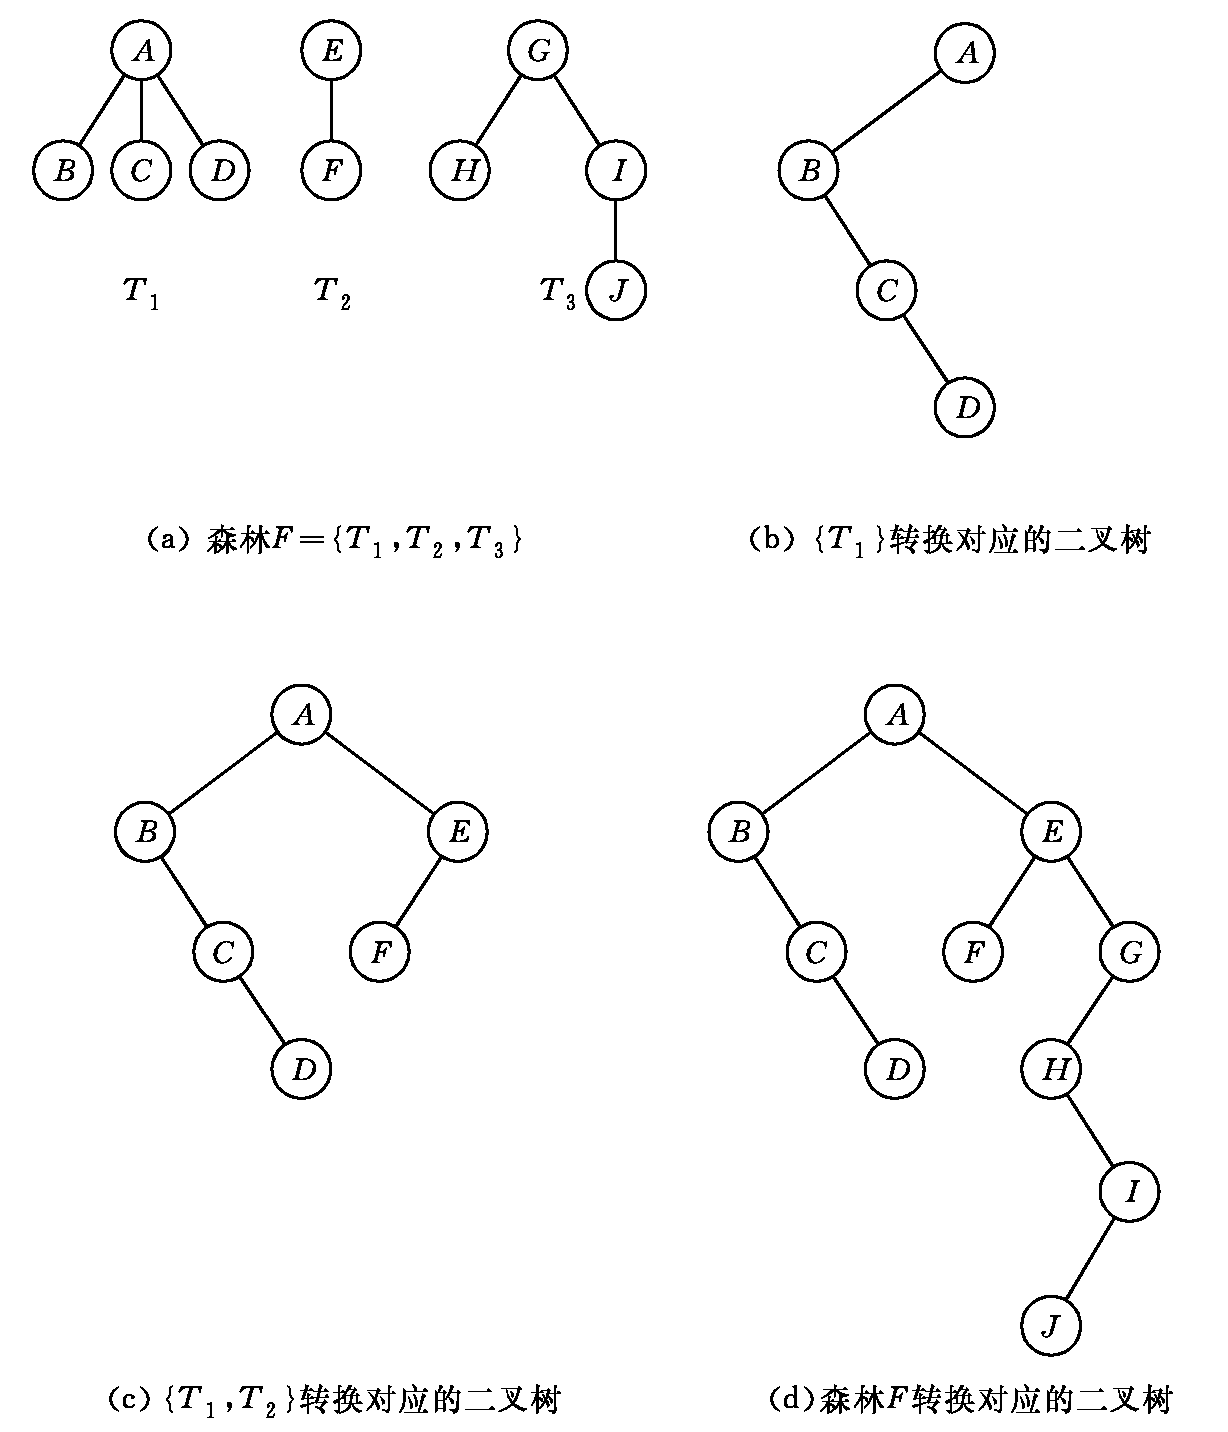 A E G A
B C D F H I B
T₁ T₂ T₃ J C
D
(a) 森林F={T₁,T₂,T₃} (b) {T₁}转换对应的二叉树
A A
B E B E
C F C F G
D D H
I
J
(c) {T₁,T₂}转换对应的二叉树 (d)森林F转换对应的二叉树